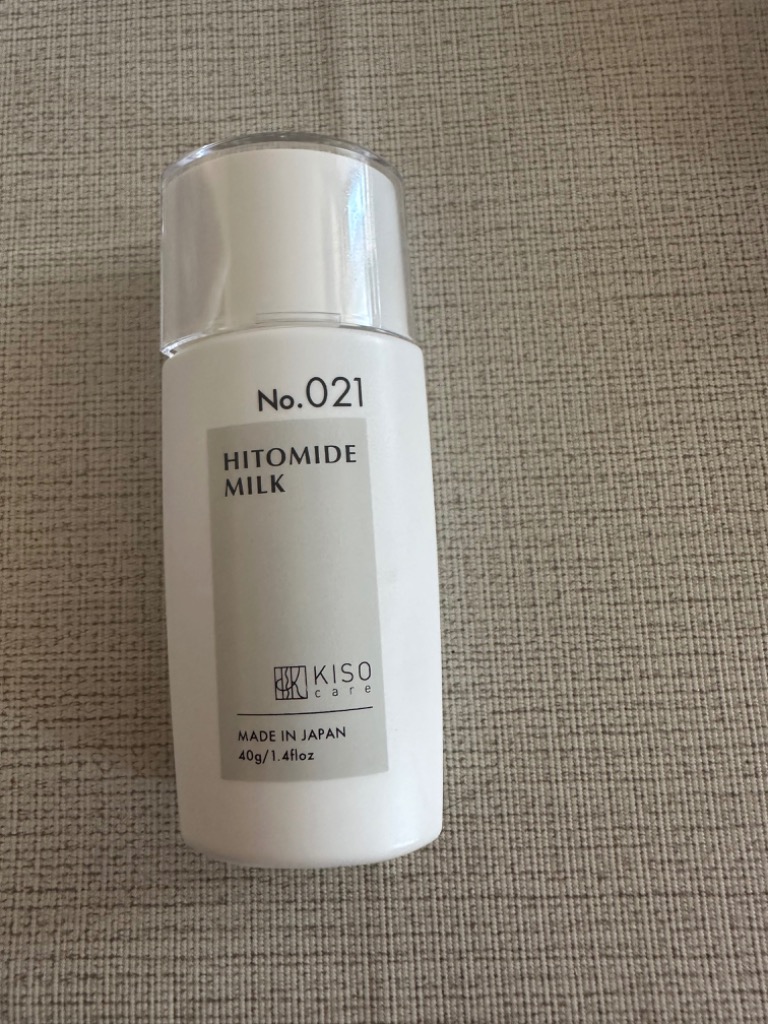 No.021
HITOMIDE
MILK
KISO
care
MADE IN JAPAN
40g/1.4floz